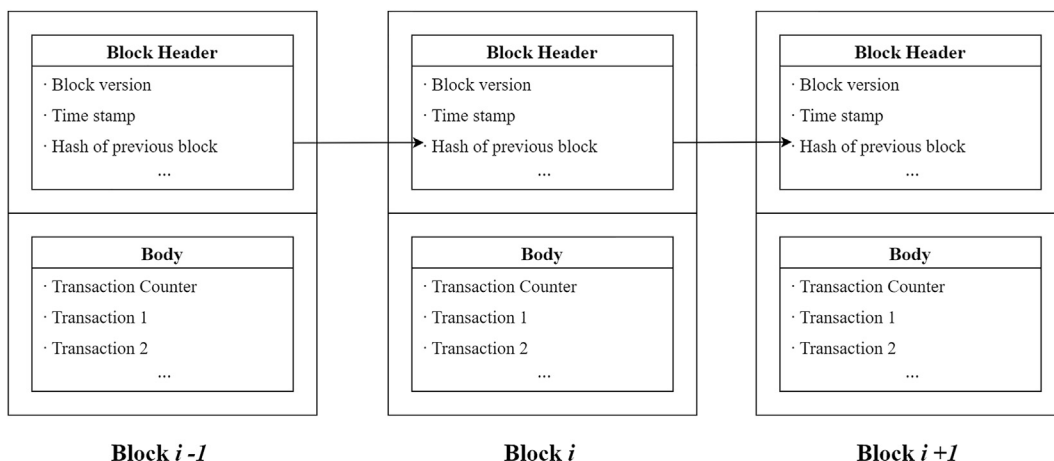 Block Header
· Block version
· Time stamp
· Hash of previous block
...
Body
· Transaction Counter
· Transaction 1
· Transaction 2
...
Block i -1
Block Header
· Block version
· Time stamp
· Hash of previous block
...
Body
· Transaction Counter
· Transaction 1
· Transaction 2
...
Block i
Block Header
· Block version
· Time stamp
· Hash of previous block
...
Body
· Transaction Counter
· Transaction 1
· Transaction 2
...
Block i +1